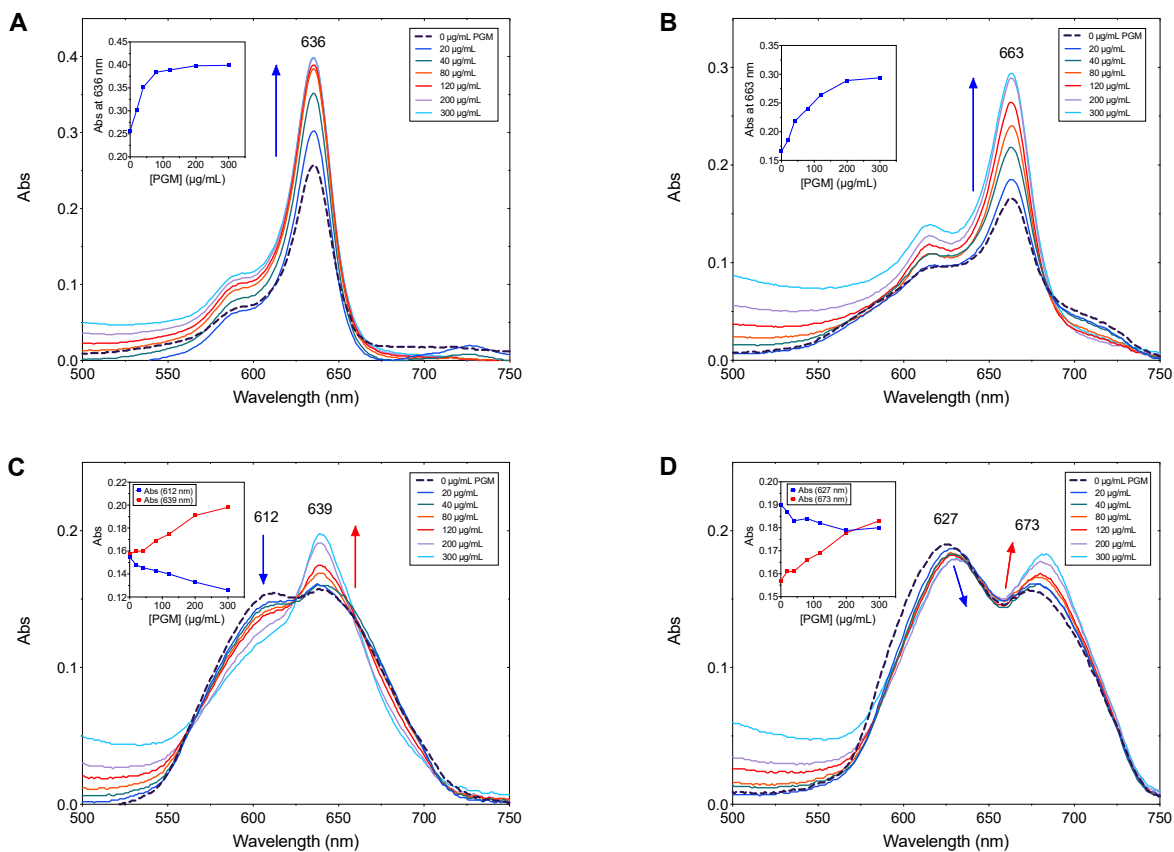 A
636
0 µg/mL PGM
20 µg/mL
40 µg/mL
80 µg/mL
120 µg/mL
200 µg/mL
300 µg/mL
0.45
0.40
0.35
0.30
0.25
0.20
0 100 200 300
Abs at 636 nm
[PGM] (µg/mL)
0.4
0.3
0.2
0.1
0.0
Abs
500 550 600 650 700 750
Wavelength (nm)
B
663
0 µg/mL PGM
20 µg/mL
40 µg/mL
80 µg/mL
120 µg/mL
200 µg/mL
300 µg/mL
0.35
0.30
0.25
0.20
0.15
0 100 200 300
Abs at 663 nm
[PGM] (µg/mL)
0.3
0.2
0.1
0.0
Abs
500 550 600 650 700 750
Wavelength (nm)
C
612
639
0 µg/mL PGM
20 µg/mL
40 µg/mL
80 µg/mL
120 µg/mL
200 µg/mL
300 µg/mL
Abs (612 nm)
Abs (639 nm)
0.22
0.20
0.18
0.16
0.14
0.12
0 100 200 300
Abs
[PGM] (µg/mL)
0.2
0.1
0.0
Abs
500 550 600 650 700 750
Wavelength (nm)
D
627
673
0 µg/mL PGM
20 µg/mL
40 µg/mL
80 µg/mL
120 µg/mL
200 µg/mL
300 µg/mL
Abs (627 nm)
Abs (673 nm)
0.19
0.18
0.17
0.16
0.15
0 100 200 300
Abs
[PGM] (µg/mL)
0.2
0.1
0.0
Abs
500 550 600 650 700 750
Wavelength (nm)